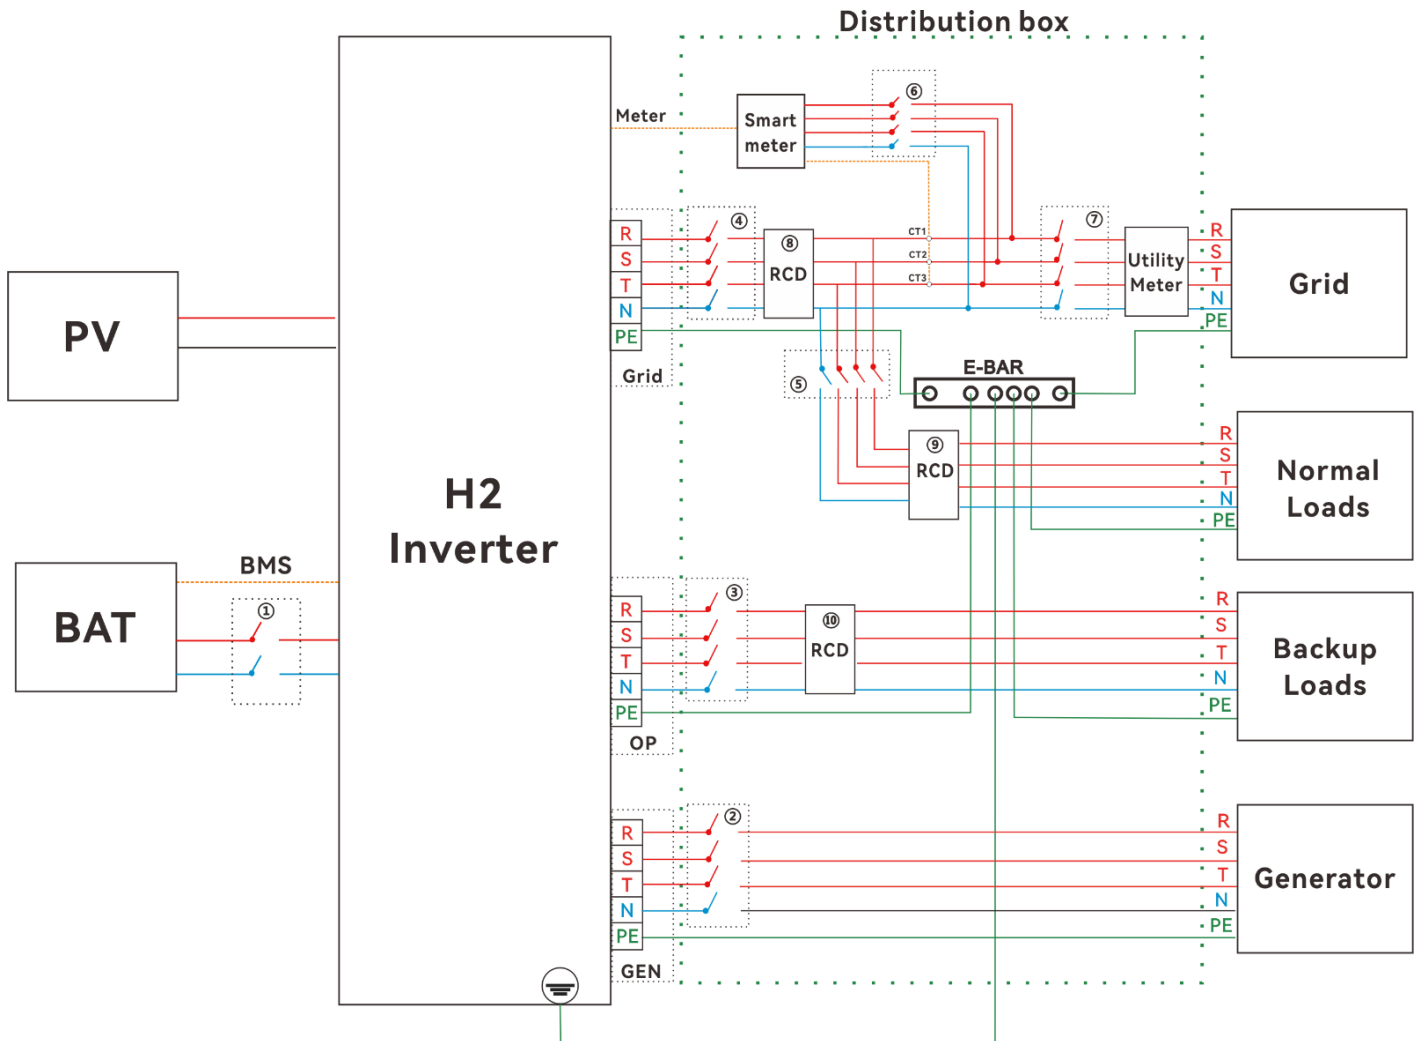 Distribution box
Meter
Smart
meter
⑥
R
S
T
N
PE
Grid
④
⑧
RCD
CT1
CT2
CT3
⑦
Utility
Meter
R
S
T
N
PE
Grid
PV
⑤
E-BAR
⑨
RCD
R
S
T
N
PE
Normal
Loads
H2
Inverter
BMS
BAT
①
R
S
T
N
PE
OP
③
⑩
RCD
R
S
T
N
PE
Backup
Loads
R
S
T
N
PE
GEN
②
R
S
T
N
PE
Generator